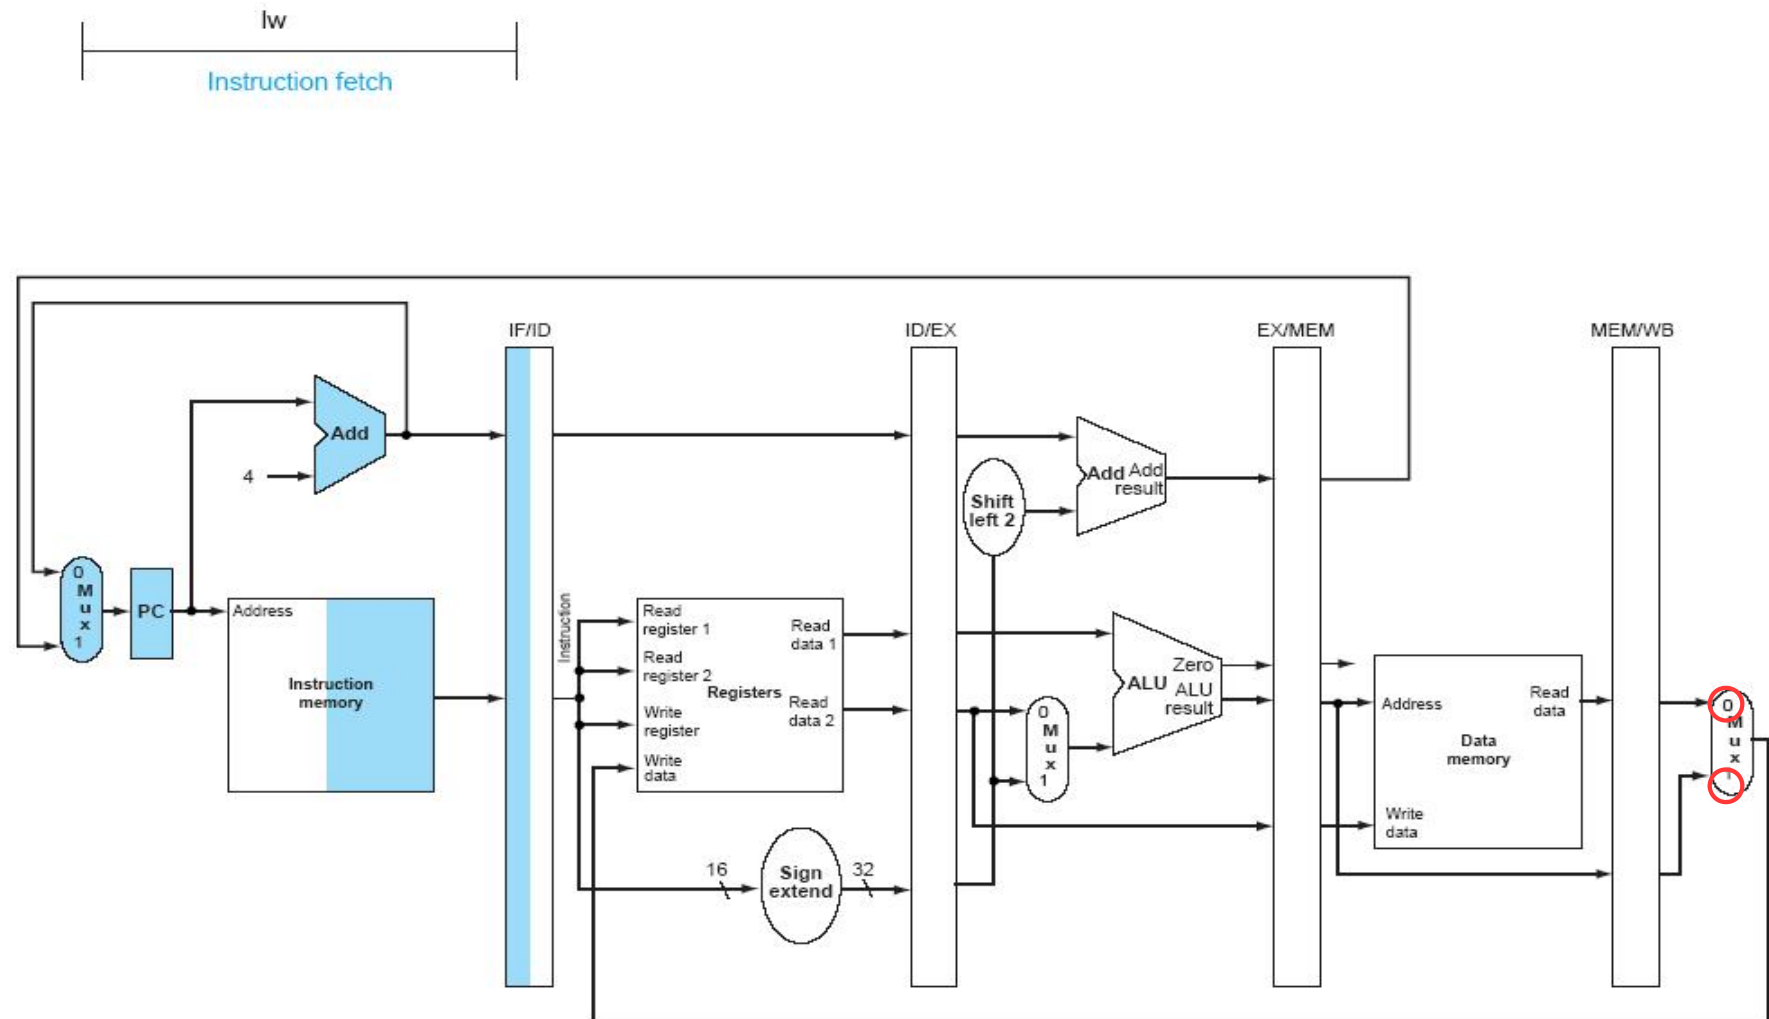 lw
Instruction fetch
IF/ID
ID/EX
EX/MEM
MEM/WB
Add
4
Add Add
result
Shift
left 2
0
M
u
x
1
PC
Address
Instruction
memory
Instruction
Read
register 1
Read
register 2
Write
register
Write
data
Registers
Read
data 1
Read
data 2
16
Sign
extend
32
0
M
u
x
1
Zero
ALU
ALU
result
Address
Read
data
Data
memory
Write
data
0
M
u
x
1